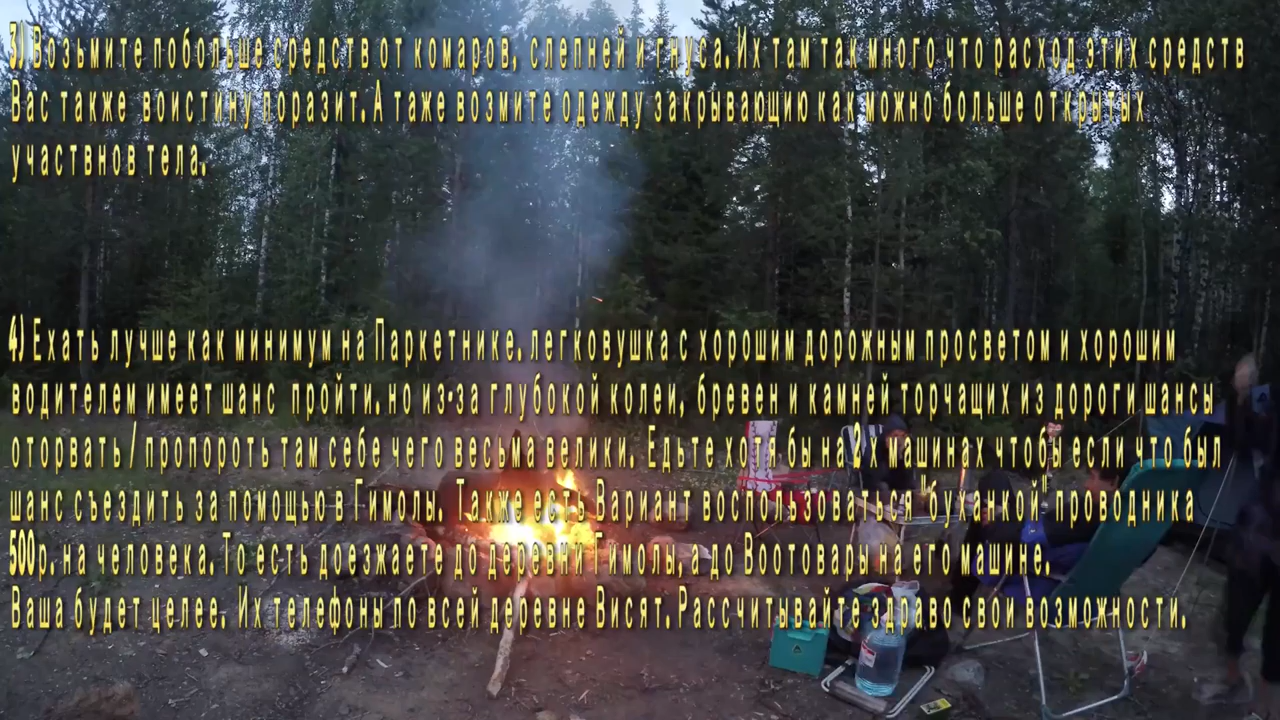 3) Возьмите побольше средств от комаров, слепней и гнуса. Их там так много что расход этих средств
Вас также воистину поразит. А таже возмите одежду закрывающию как можно больше открытых
участвнов тела.
4) Ехать лучше как минимум на Паркетнике. легковушка с хорошим дорожным просветом и хорошим
водителем имеет шанс пройти. но из-за глубокой колеи, бревен и камней торчащих из дороги шансы
оторвать / пропороть там себе чего весьма велики. Едьте хотя бы на 2х машинах чтобы если что был
шанс съездить за помощью в Гимолы. Также есть Вариант воспользоваться "буханкой" проводника
500р. на человека. То есть доезжаете до деревни Гимолы, а до Воотовары на его машине.
Ваша будет целее. Их телефоны по всей деревне Висят. Рассчитывайте здраво свои возможности.